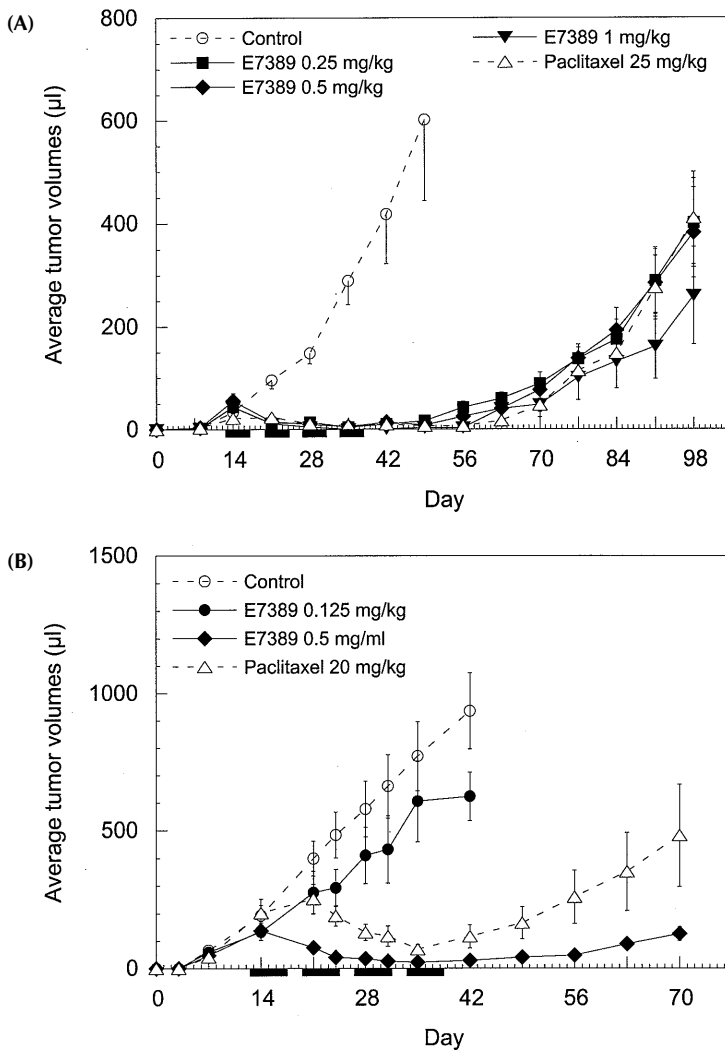 (A)
800
Control
E7389 1 mg/kg
E7389 0.25 mg/kg
Paclitaxel 25 mg/kg
E7389 0.5 mg/kg
600
400
200
0
Average tumor volumes (µl)
0 14 28 42 56 70 84 98
Day
(B)
1500
Control
E7389 0.125 mg/kg
E7389 0.5 mg/ml
Paclitaxel 20 mg/kg
1000
500
0
Average tumor volumes (µl)
0 14 28 42 56 70
Day